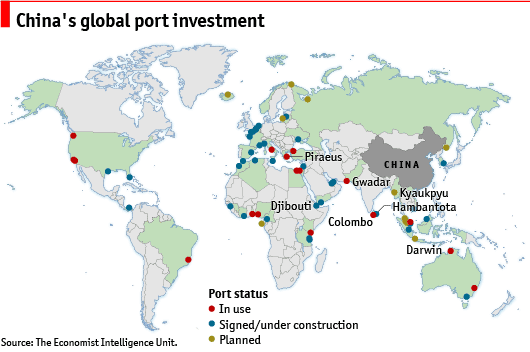 China's global port investment
Piraeus
CHINA
Gwadar
Kyaukpyu
Hambantota
Djibouti
Colombo
Darwin
Port status
In use
Signed/under construction
Planned
Source: The Economist Intelligence Unit.